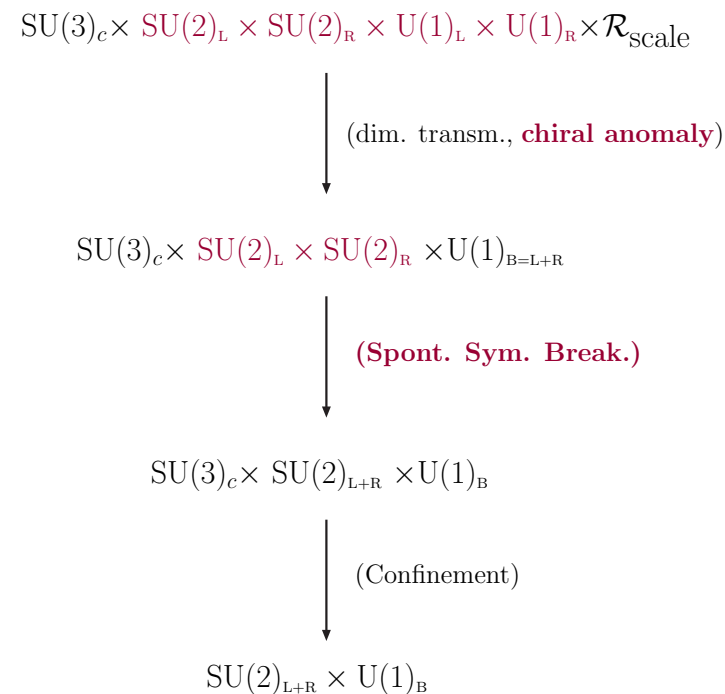 SU(3)c× SU(2)L × SU(2)R × U(1)L × U(1)R×ℛscale
(dim. transm., chiral anomaly)
SU(3)c× SU(2)L × SU(2)R ×U(1)B=L+R
(Spont. Sym. Break.)
SU(3)c× SU(2)L+R ×U(1)B
(Confinement)
SU(2)L+R × U(1)B